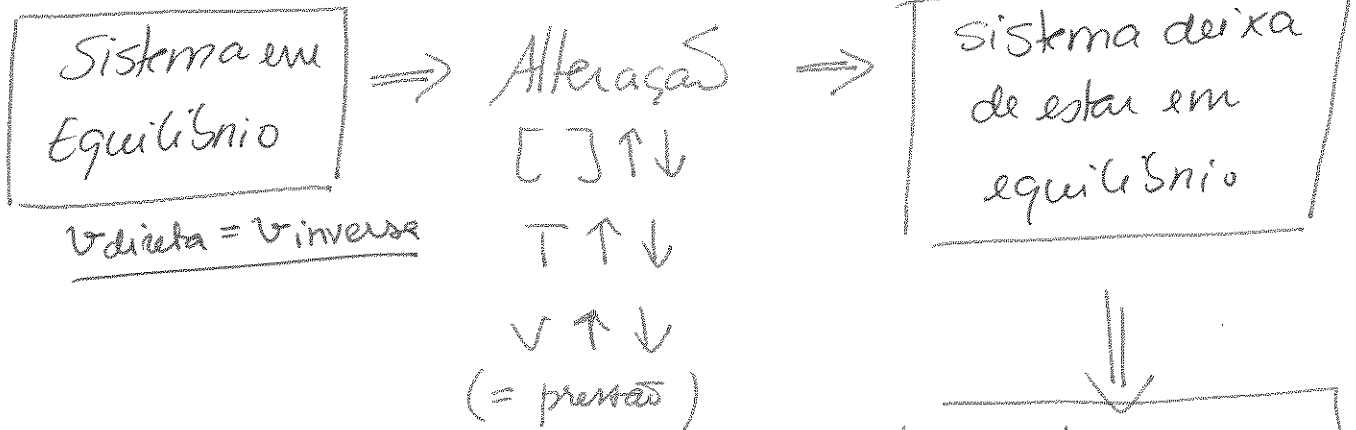 Sistema em
Equilíbrio
v direta = v inversa
⇒
Alteração
[ ] ↑ ↓
T ↑ ↓
V ↑ ↓
(= pressão)
⇒
sistema deixa
de estar em
equilíbrio